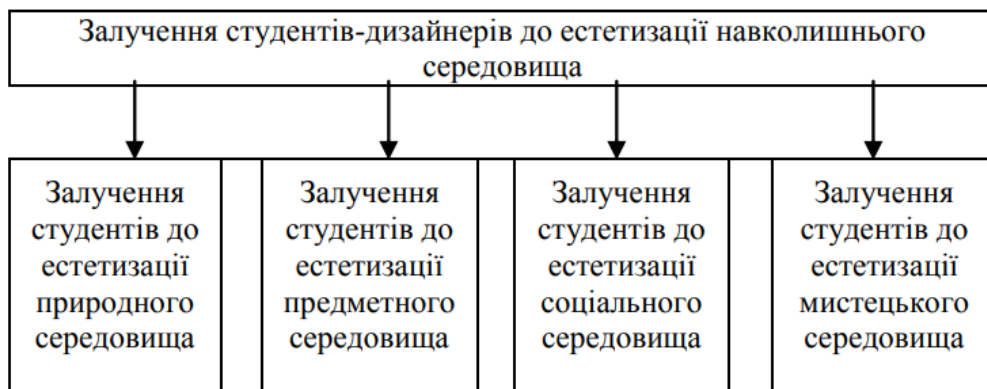 Залучення студентів-дизайнерів до естетизації навколишнього
середовища
Залучення
студентів до
естетизації
природного
середовища
Залучення
студентів до
естетизації
предметного
середовища
Залучення
студентів до
естетизації
соціального
середовища
Залучення
студентів до
естетизації
мистецького
середовища